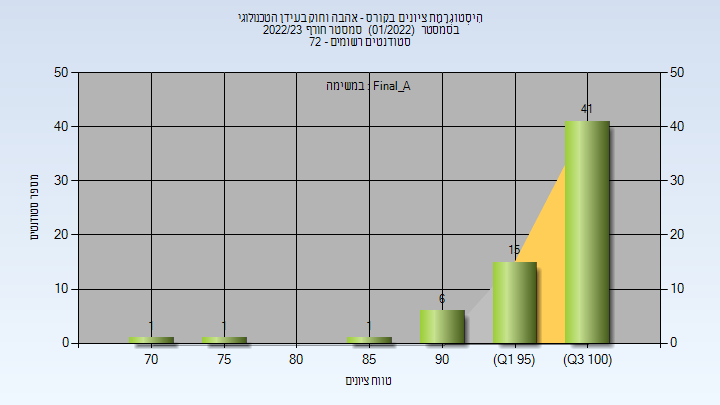 היסטוגרמת ציונים בקורס - אהבה וחוק בעידן הטכנולוגי
בסמסטר (01/2022) סמסטר חורף 2022/23
סטודנטים רשומים - 72
במשימה : Final_A
50
40
30
20
10
0
מספר סטודנטים
50
40
30
20
10
0
1
1
1
6
15
41
70
75
80
85
90
(Q1 95)
(Q3 100)
טווח ציונים